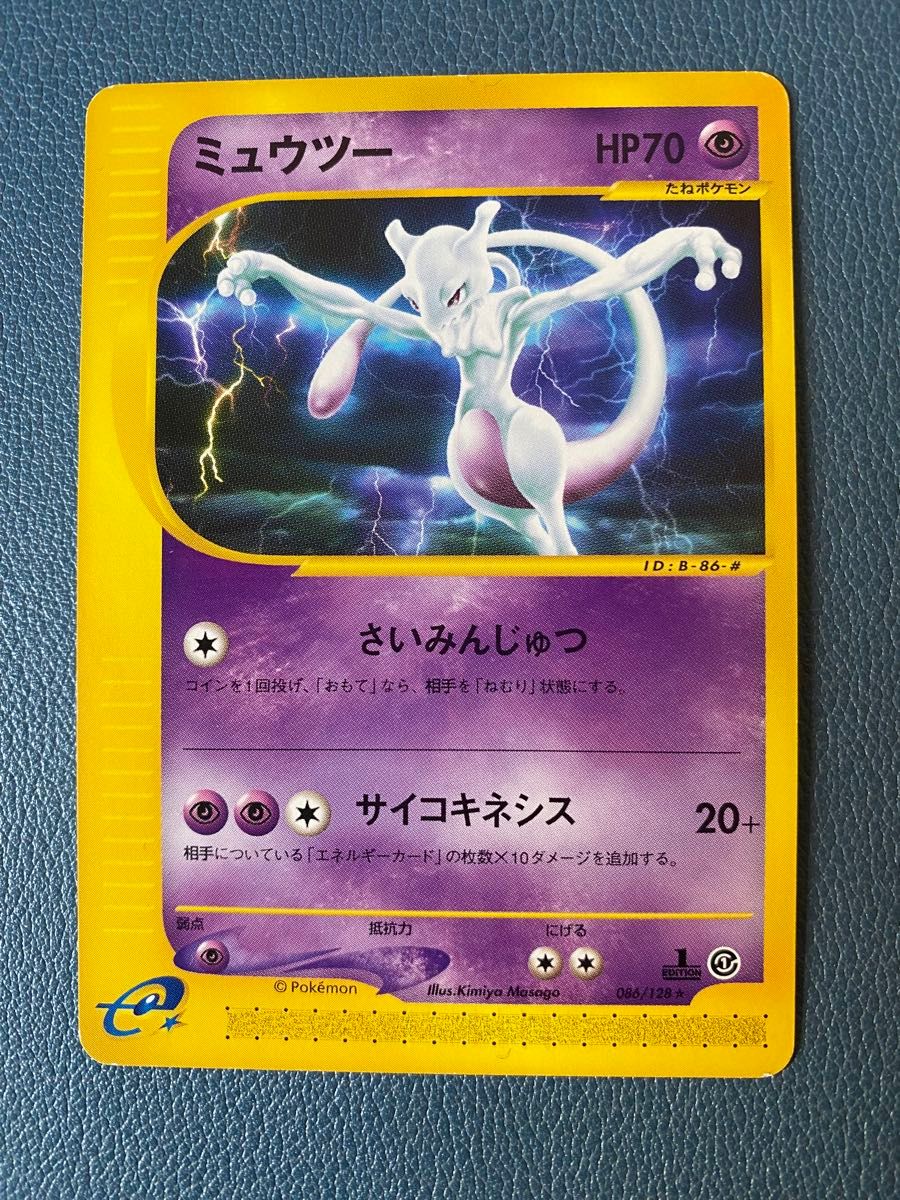 ミュウツー HP70
たねポケモン
ID : B-86-#
さいみんじゅつ
コインを1回投げ、「おもて」なら、相手を「ねむり」状態にする。
サイコキネシス 20+
相手についている「エネルギーカード」の枚数×10ダメージを追加する。
弱点 抵抗力 にげる
1
EDITION
© Pokémon Illus.Kimiya Masago 086/128★